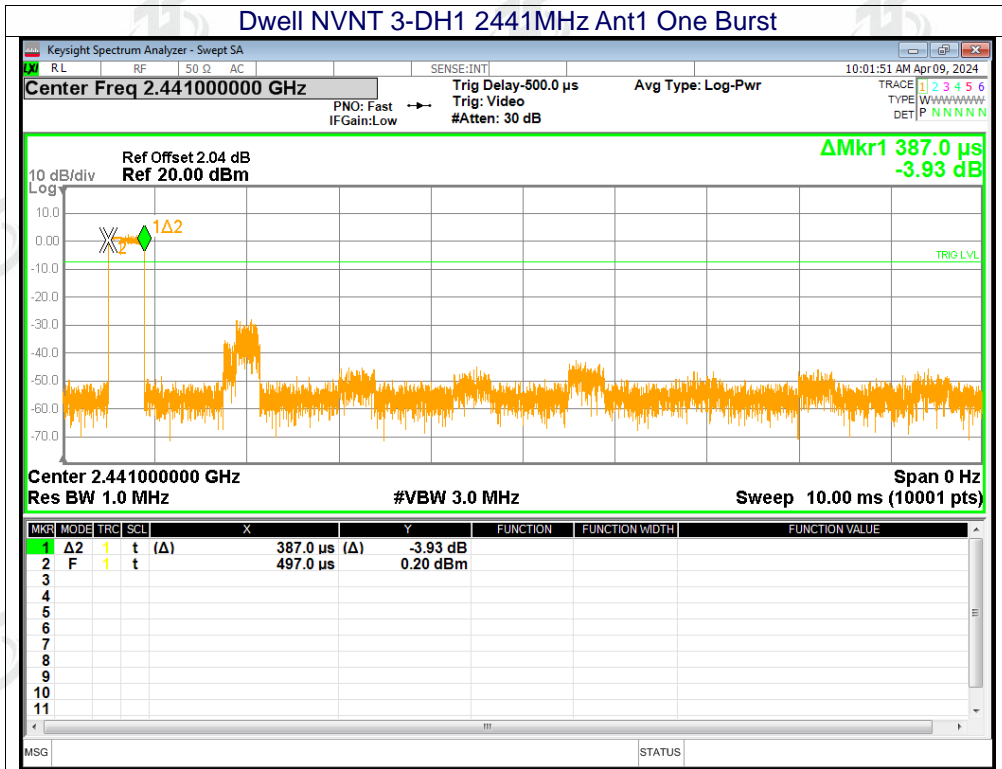 Dwell NVNT 3-DH1 2441MHz Ant1 One Burst
Keysight Spectrum Analyzer - Swept SA
LXI RL RF 50 Ω AC SENSE:INT 10:01:51 AM Apr 09, 2024
Center Freq 2.441000000 GHz
PNO: Fast
IFGain:Low
Trig Delay-500.0 µs
Trig: Video
#Atten: 30 dB
Avg Type: Log-Pwr
TRACE 1 2 3 4 5 6
TYPE WWWWWWW
DET P N N N N N
ΔMkr1 387.0 µs
-3.93 dB
Ref Offset 2.04 dB
10 dB/div Ref 20.00 dBm
Log
10.0
0.00
-10.0
-20.0
-30.0
-40.0
-50.0
-60.0
-70.0
1Δ2
2
TRIG LVL
Center 2.441000000 GHz Span 0 Hz
Res BW 1.0 MHz #VBW 3.0 MHz Sweep 10.00 ms (10001 pts)
MKR MODE TRC SCL X Y FUNCTION FUNCTION WIDTH FUNCTION VALUE
1 Δ2 1 t (Δ) 387.0 µs (Δ) -3.93 dB
2 F 1 t 497.0 µs 0.20 dBm
3
4
5
6
7
8
9
10
11
MSG STATUS